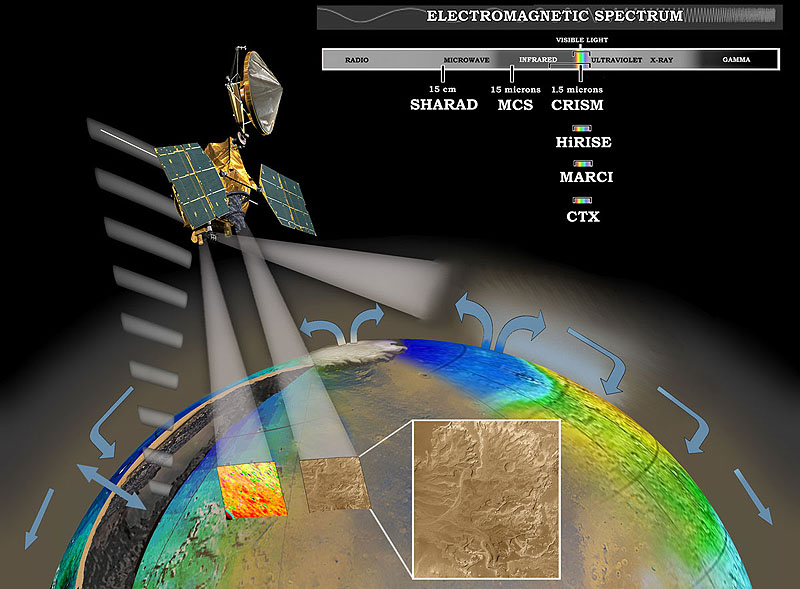 ELECTROMAGNETIC SPECTRUM
VISIBLE LIGHT
RADIO MICROWAVE INFRARED ULTRAVIOLET X-RAY GAMMA
15 cm 15 microns 1.5 microns
SHARAD MCS CRISM
HiRISE
MARCI
CTX